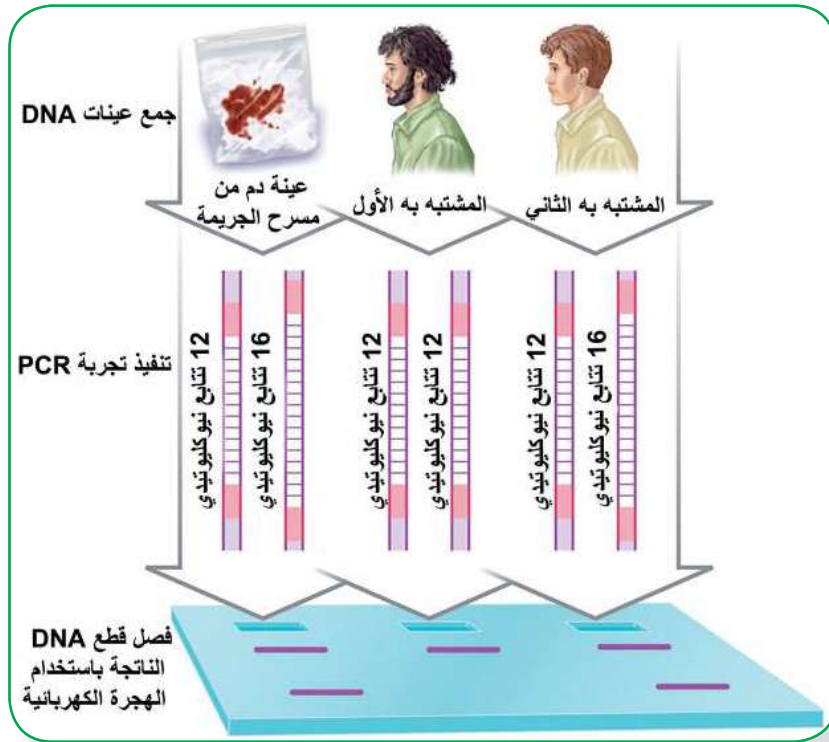 جمع عينات DNA
عينة دم من
مسرح الجريمة
المشتبه به الأول
المشتبه به الثاني
تنفيذ تجربة PCR
12 تتابع نيوكليوتيدي
16 تتابع نيوكليوتيدي
12 تتابع نيوكليوتيدي
12 تتابع نيوكليوتيدي
12 تتابع نيوكليوتيدي
16 تتابع نيوكليوتيدي
فصل قطع DNA
الناتجة باستخدام
الهجرة الكهربائية